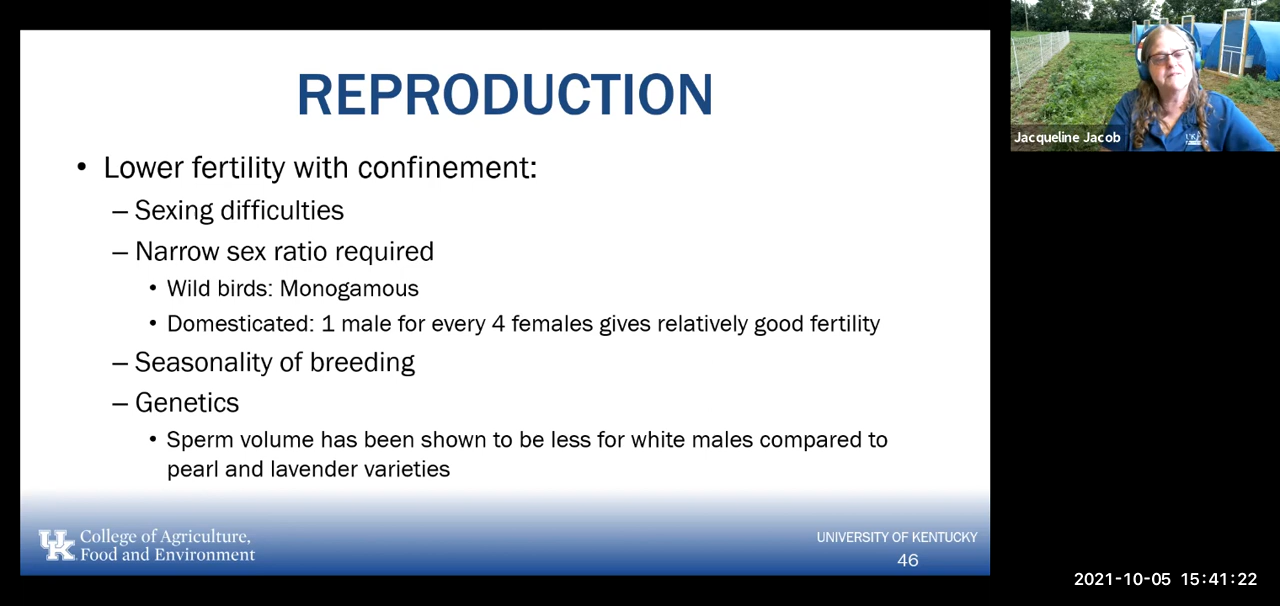 REPRODUCTION
• Lower fertility with confinement:
– Sexing difficulties
– Narrow sex ratio required
• Wild birds: Monogamous
• Domesticated: 1 male for every 4 females gives relatively good fertility
– Seasonality of breeding
– Genetics
• Sperm volume has been shown to be less for white males compared to
pearl and lavender varieties
UK College of Agriculture,
Food and Environment
UNIVERSITY OF KENTUCKY
46
Jacqueline Jacob
UK
2021-10-05 15:41:22